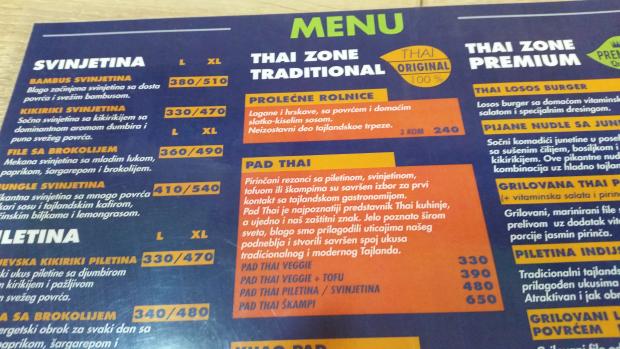 MENU
SVINJETINA L XL
BAMBUS SVINJETINA 380/510
Blago začinjena svinjetina sa dosta
povrća i svežim bambusom.
KIKIRIKI SVINJETINA 330/470
Sočna svinjetina sa kikirikijem sa
dominantnom aromom đumbira i
puno svežeg povrća.
L XL
FILE SA BROKOLIJEM 360/490
Mekana svinjetina sa mladim lukom,
paprikom, šargarepom i brokolijem.
JUNGLE SVINJETINA 410/540
svinjetina sa mnogo povrća
sosu i tajlandskim kafirom,
biljkama i lemongrasom.
PILETINA L XL
KIKIRIKI PILETINA 330/470
ukus piletine sa djumbirom
kikirikijem i pažljivom
svežeg povrća.
SA BROKOLIJEM 340/480
obrok za svaki dan sa
paprikom, šargarepom i
THAI ZONE
TRADITIONAL
THAI
ORIGINAL
100 %
PROLEĆNE ROLNICE
Lagane i hrskave, sa povrćem i domaćim
slatko-kiselim sosom.
Neizostavni deo tajlandske trpeze.
2 KOM 240
PAD THAI
Pirinčani rezanci sa piletinom, svinjetinom,
tofuom ili škampima su savršen izbor za prvi
kontakt sa tajlandskom gastronomijom.
Pad Thai je najpoznatiji predstavnik Thai kuhinje,
a ujedno i naš zaštitni znak. Jelo poznato širom
sveta, blago smo prilagodili uticajima našeg
podneblja i stvorili savršen spoj ukusa
tradicionalnog i modernog Tajlanda.
PAD THAI VEGGIE 330
PAD THAI VEGGIE + TOFU 390
PAD THAI PILETINA / SVINJETINA 480
PAD THAI ŠKAMPI 650
KHAO PAD
THAI ZONE
PREMIUM
THAI LOSOS BURGER
Losos burger sa domaćom
salatom i specijalnim dresingom.
PIJANE NUDLE SA
Sočni komadići junetine u
sa sušenim čilijem, bosiljkom i
kikirikijem. Ove pikantne nudle
kombinacija uz hladno
GRILOVANA THAI
(+ vitaminska salata i
Grilovani, marinirani file
prelivom uz dodatak
porcije jasmin pirinča.
PILETINA
Tradicionalni
prilagođen ukusima
Atraktivan i jak
GRILOVANI
POVRĆEM